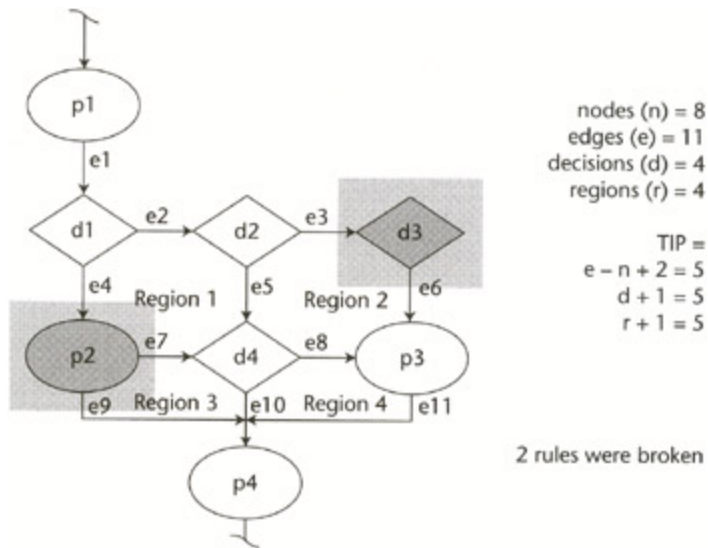 p1
e1
d1
e2
d2
e3
d3
e4
Region 1
e5
Region 2
e6
p2
e7
d4
e8
p3
e9
Region 3
e10
Region 4
e11
p4
nodes (n) = 8
edges (e) = 11
decisions (d) = 4
regions (r) = 4
TIP =
e – n + 2 = 5
d + 1 = 5
r + 1 = 5
2 rules were broken